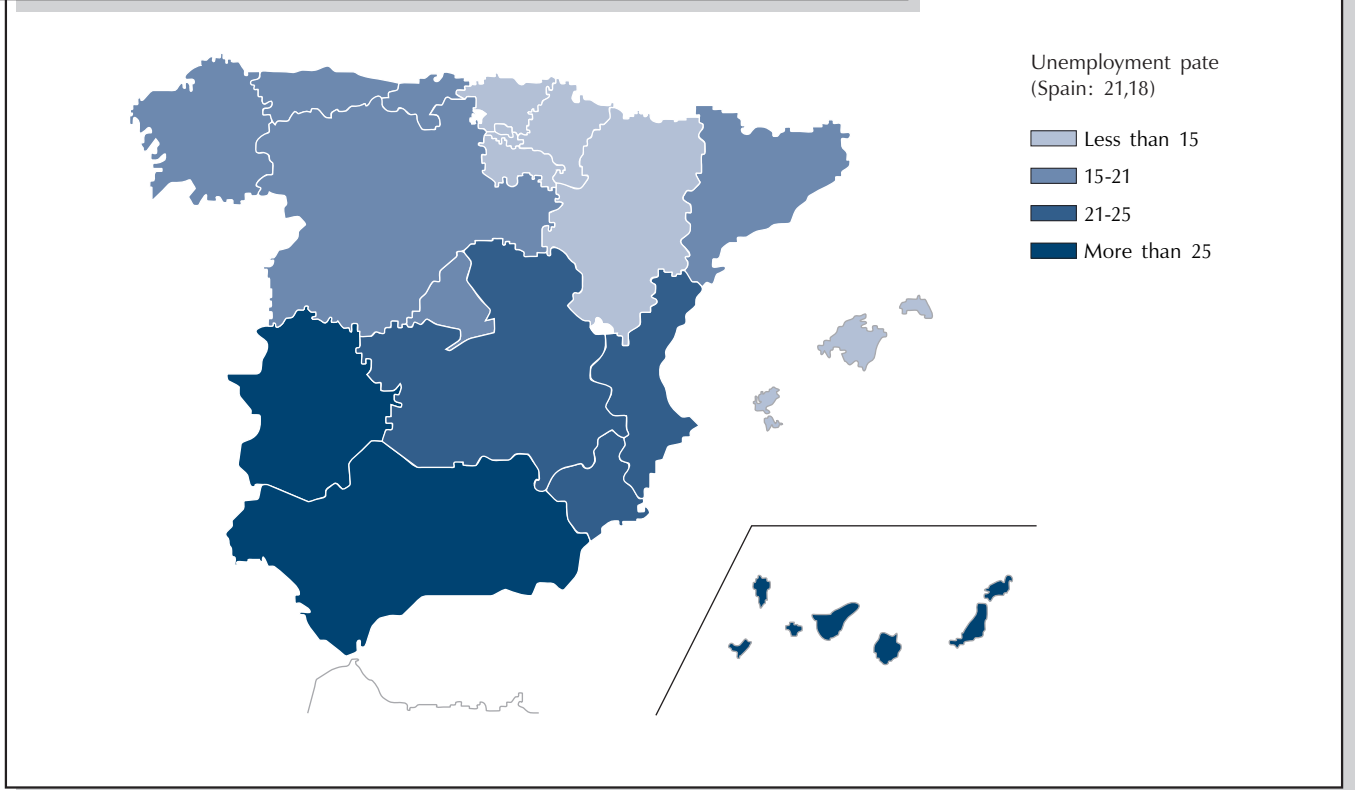 Unemployment pate
(Spain: 21,18)
Less than 15
15-21
21-25
More than 25